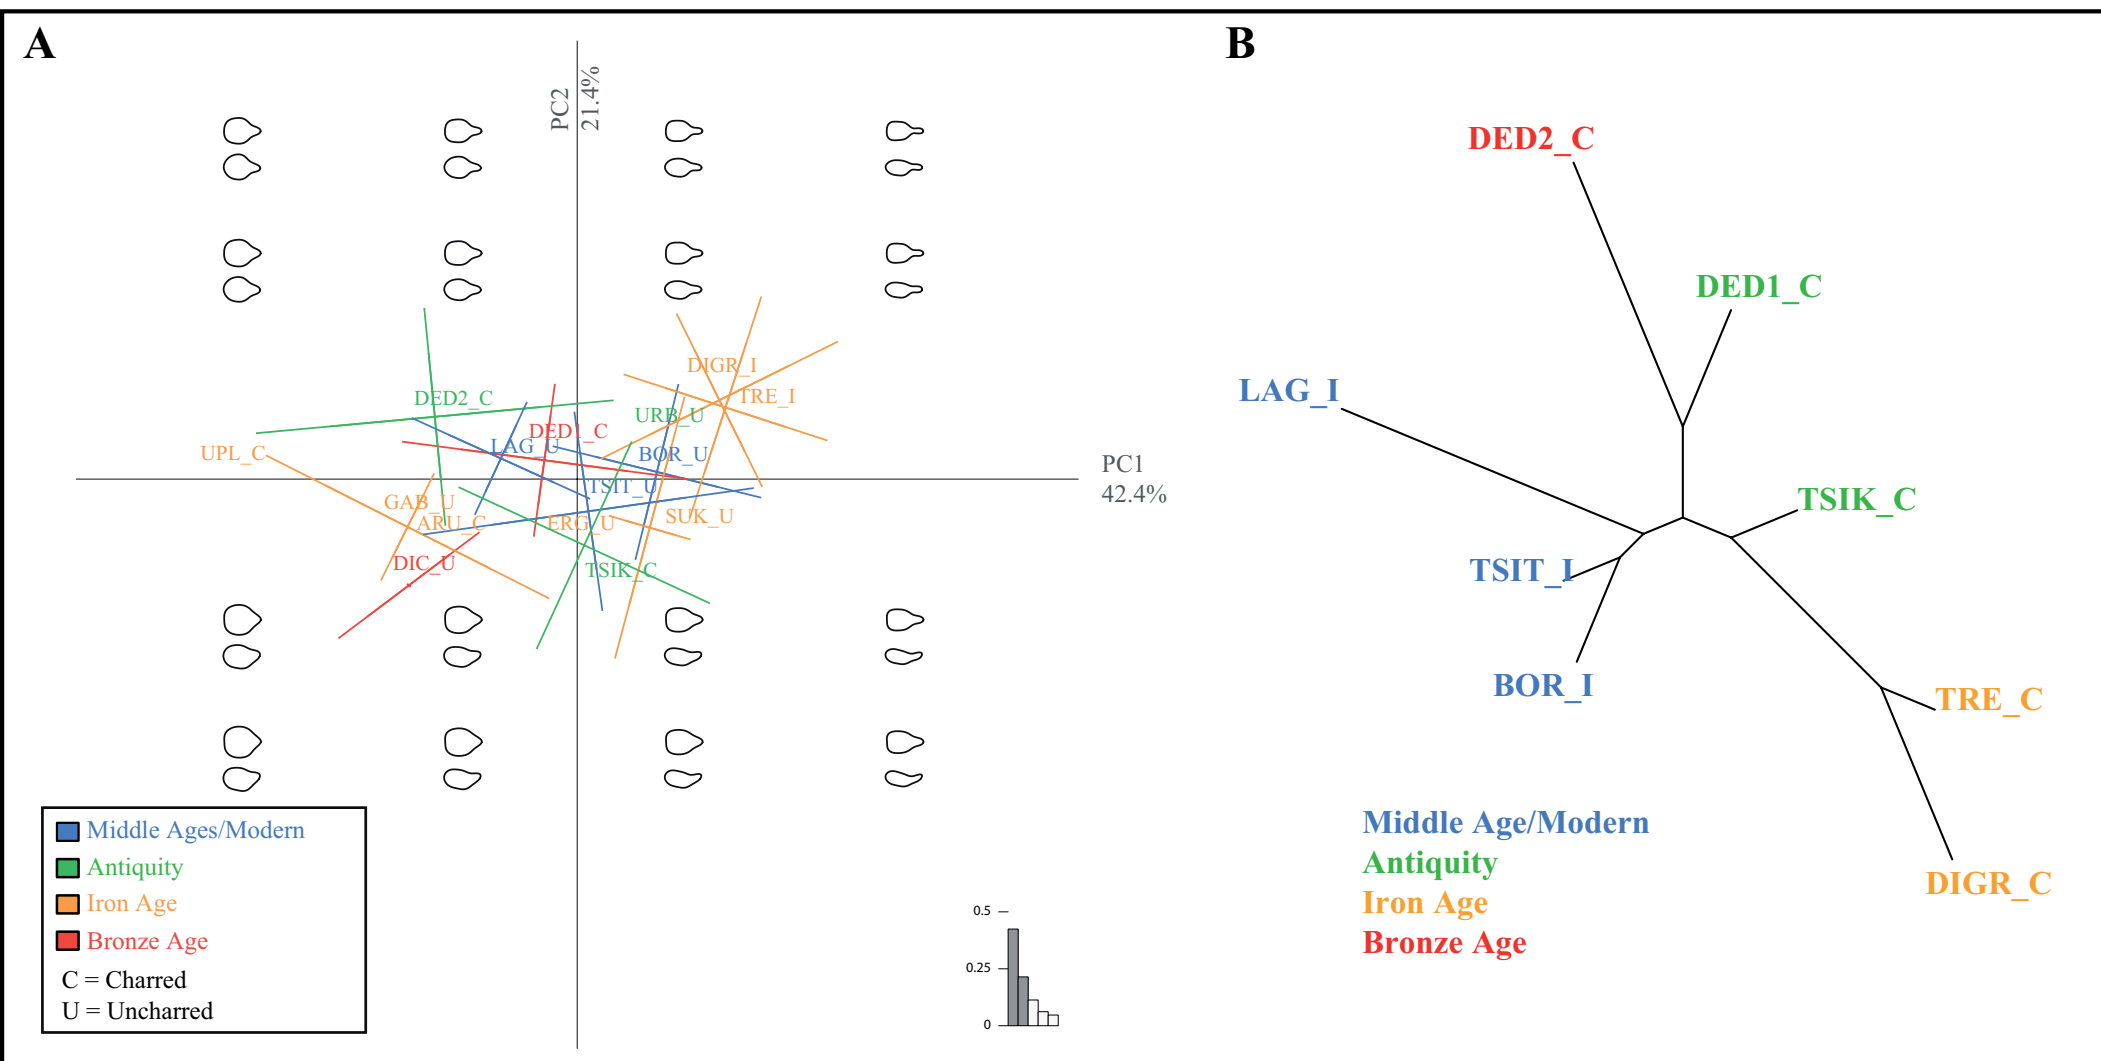 A
PC2
21.4%
DIGR_I
TRE_I
DED2_C
URB_U
DED1_C
LAG_U
UPL_C
BOR_U
PC1
42.4%
TSIT_U
GAB_U
ARU_C
ERG_U
SUK_U
DIC_U
TSIK_C
Middle Ages/Modern
Antiquity
Iron Age
Bronze Age
C = Charred
U = Uncharred
0.5
0.25
0
B
DED2_C
DED1_C
LAG_I
TSIK_C
TSIT_I
BOR_I
TRE_C
DIGR_C
Middle Age/Modern
Antiquity
Iron Age
Bronze Age